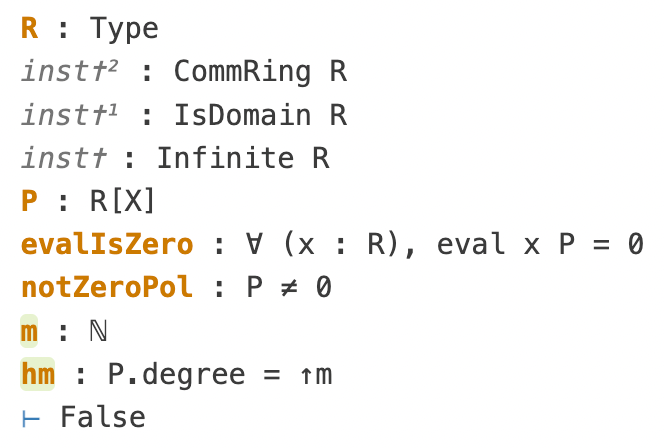 R : Type
inst✝² : CommRing R
inst✝¹ : IsDomain R
inst✝ : Infinite R
P : R[X]
evalIsZero : ∀ (x : R), eval x P = 0
notZeroPol : P ≠ 0
m : ℕ
hm : P.degree = ↑m
⊢ False